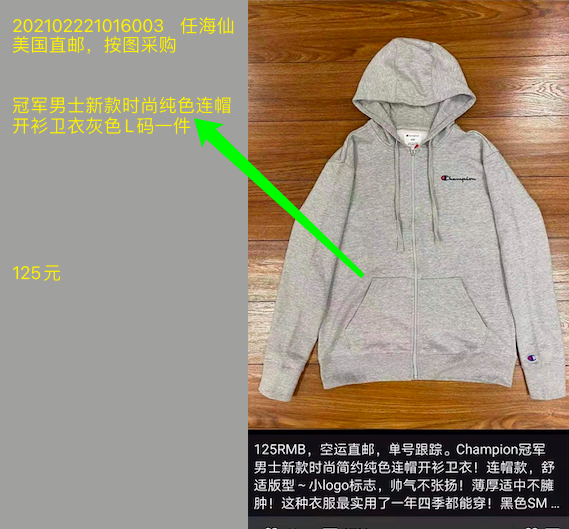 202102221016003 任海仙
美国直邮，按图采购
冠军男士新款时尚纯色连帽
开衫卫衣灰色L码一件
125元
Champion
125RMB，空运直邮，单号跟踪。Champion冠军
男士新款时尚简约纯色连帽开衫卫衣！连帽款，舒
适版型～小logo标志，帅气不张扬！薄厚适中不臃
肿！这种衣服最实用了一年四季都能穿！黑色SM ...